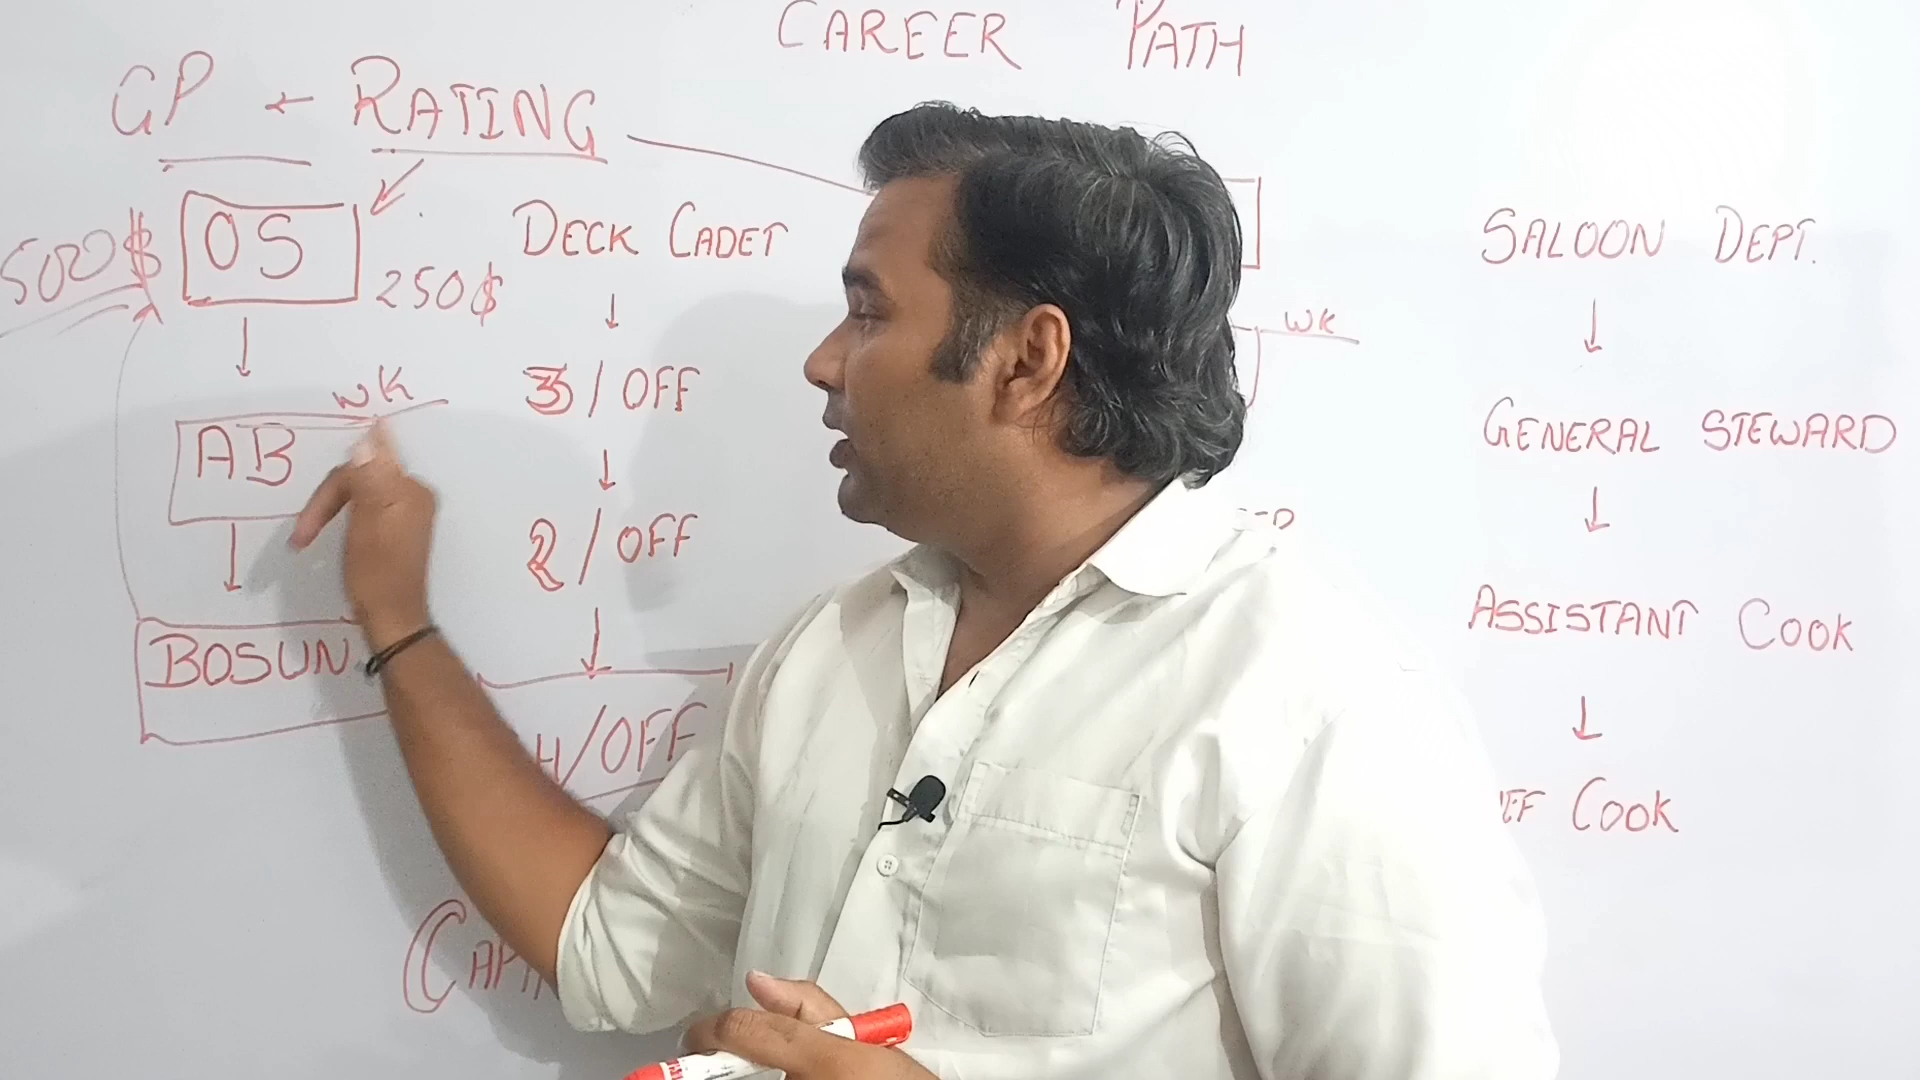 CAREER PATH
GP - RATING
500$
OS
250$
WK
AB
BOSUN
DECK CADET
3/OFF
2/OFF
H/OFF
WK
SALOON DEPT.
GENERAL STEWARD
ASSISTANT COOK
COOK